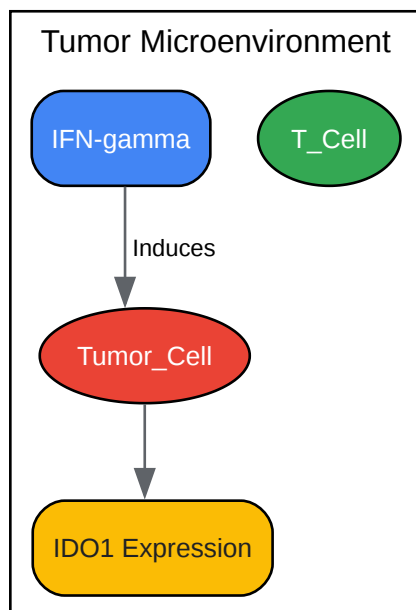 Tumor Microenvironment
IFN-gamma
T_Cell
Induces
Tumor_Cell
IDO1 Expression